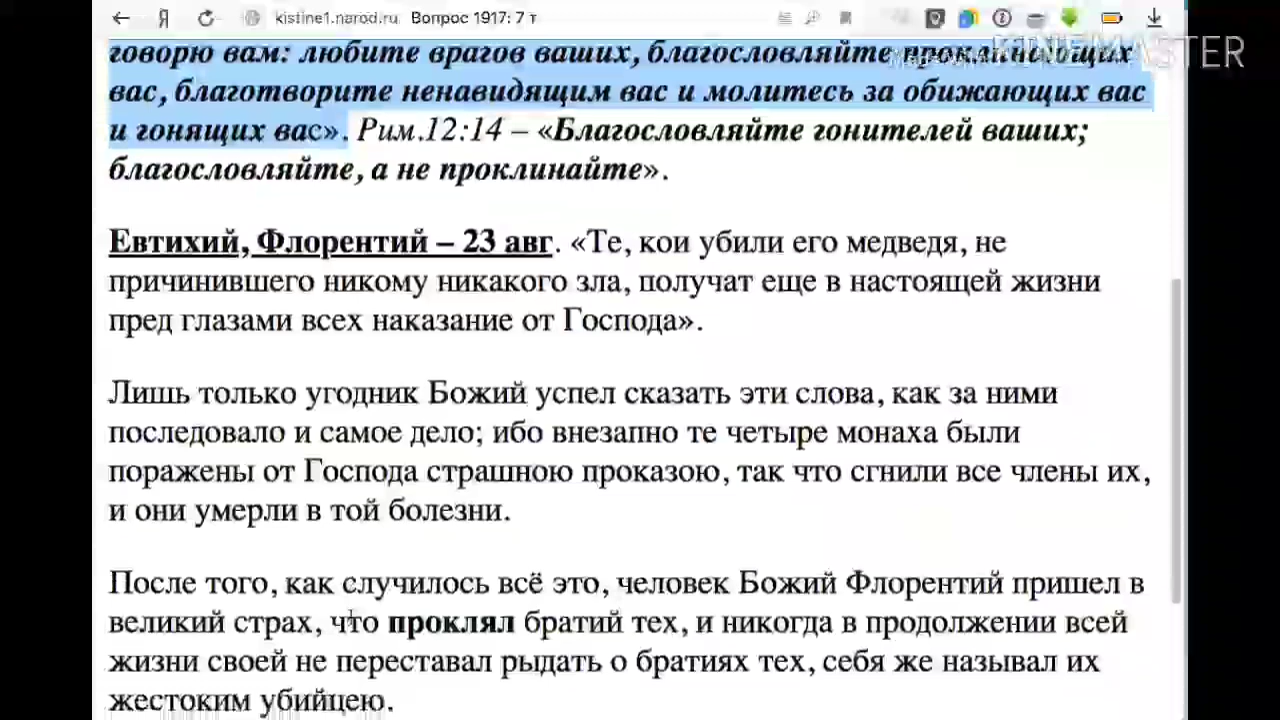 kistine1.narod.ru Вопрос 1917: 7 т
KINEMASTER
говорю вам: любите врагов ваших, благословляйте проклинающих
вас, благотворите ненавидящим вас и молитесь за обижающих вас
и гонящих вас». Рим.12:14 – «Благословляйте гонителей ваших;
благословляйте, а не проклинайте».
Евтихий, Флорентий – 23 авг. «Те, кои убили его медведя, не
причинившего никому никакого зла, получат еще в настоящей жизни
пред глазами всех наказание от Господа».
Лишь только угодник Божий успел сказать эти слова, как за ними
последовало и самое дело; ибо внезапно те четыре монаха были
поражены от Господа страшною проказою, так что сгнили все члены их,
и они умерли в той болезни.
После того, как случилось всё это, человек Божий Флорентий пришел в
великий страх, что проклял братий тех, и никогда в продолжении всей
жизни своей не переставал рыдать о братиях тех, себя же называл их
жестоким убийцею.